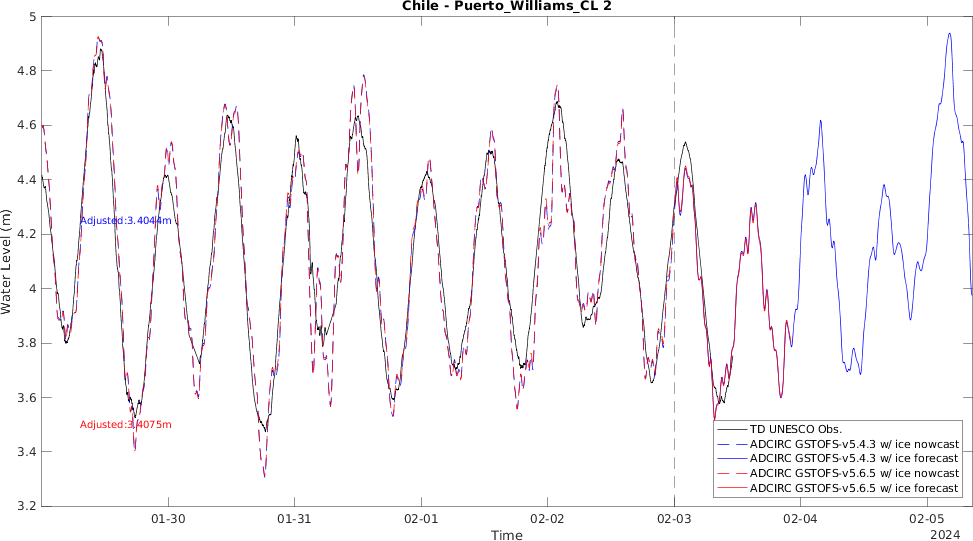 Chile - Puerto_Williams_CL 2
5
4.8
4.6
4.4
4.2
4
3.8
3.6
3.4
3.2
Water Level (m)
Adjusted:3.4044m
Adjusted:3.4075m
TD UNESCO Obs.
ADCIRC GSTOFS-v5.4.3 w/ ice nowcast
ADCIRC GSTOFS-v5.4.3 w/ ice forecast
ADCIRC GSTOFS-v5.6.5 w/ ice nowcast
ADCIRC GSTOFS-v5.6.5 w/ ice forecast
01-30 01-31 02-01 02-02 02-03 02-04 02-05
Time
2024